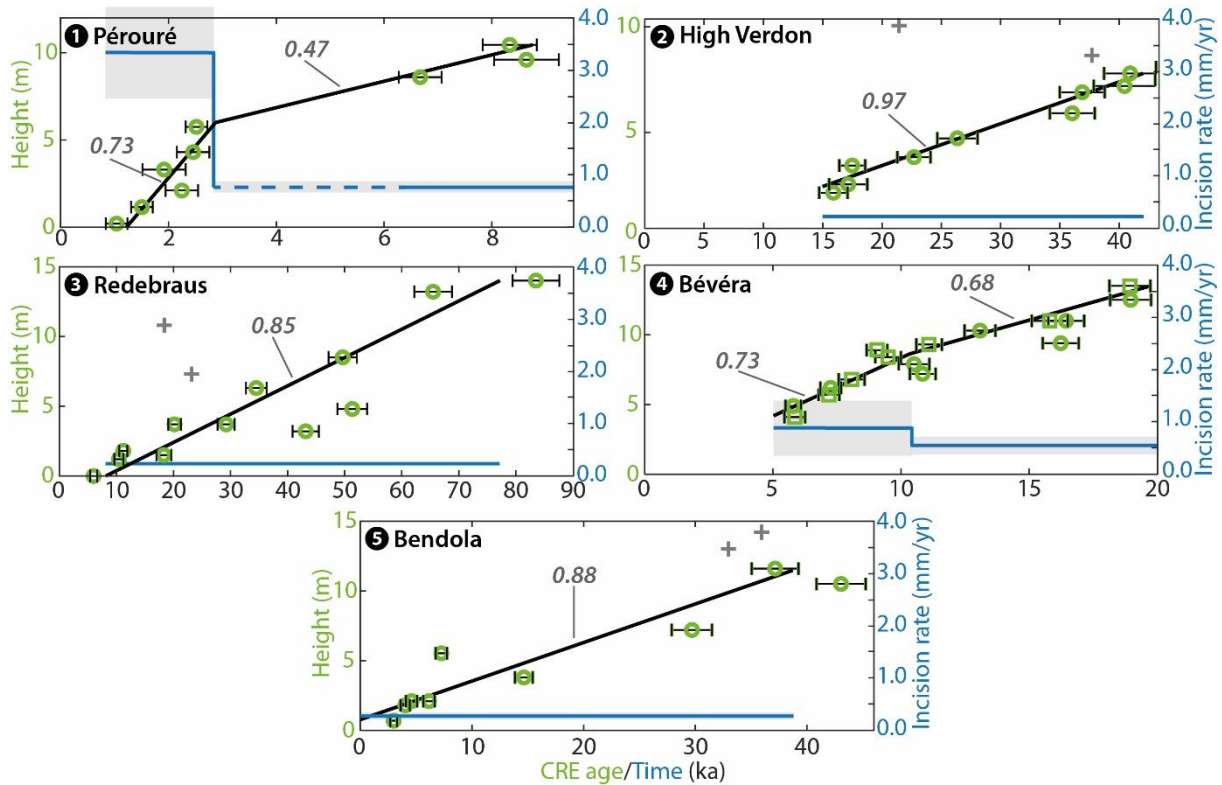 ❶ Pérouré
Height (m)
10
5
0
0.73
0.47
4.0
3.0
2.0
1.0
0.0
0 2 4 6 8
❷ High Verdon
10
5
0
0.97
4.0
3.0
2.0
1.0
0.0
Incision rate (mm/yr)
0 5 10 15 20 25 30 35 40
❸ Redebraus
Height (m)
15
10
5
0
0.85
4.0
3.0
2.0
1.0
0.0
0 10 20 30 40 50 60 70 80 90
❹ Bévéra
15
10
5
0
0.73
0.68
4.0
3.0
2.0
1.0
0.0
Incision rate (mm/yr)
0 5 10 15 20
❺ Bendola
Height (m)
15
10
5
0
0.88
4.0
3.0
2.0
1.0
0.0
Incision rate (mm/yr)
0 10 20 30 40
CRE age/Time (ka)